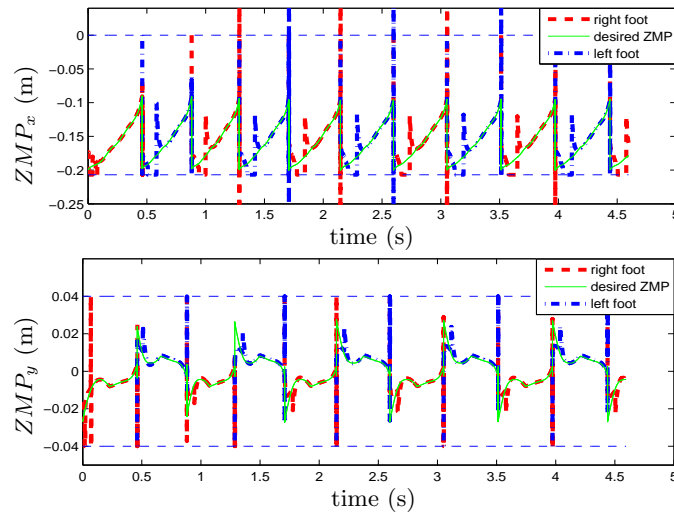 right foot
desired ZMP
left foot
ZMP_x (m)
0
−0.05
−0.1
−0.15
−0.2
−0.25
0 0.5 1 1.5 2 2.5 3 3.5 4 4.5 5
time (s)
right foot
desired ZMP
left foot
ZMP_y (m)
0.04
0.02
0
−0.02
−0.04
0 0.5 1 1.5 2 2.5 3 3.5 4 4.5 5
time (s)